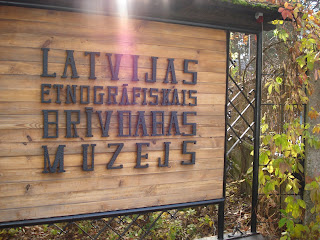 LATVIJAS
ETNOGRĀFISKAIS
BRĪVDABAS
MUZEJS